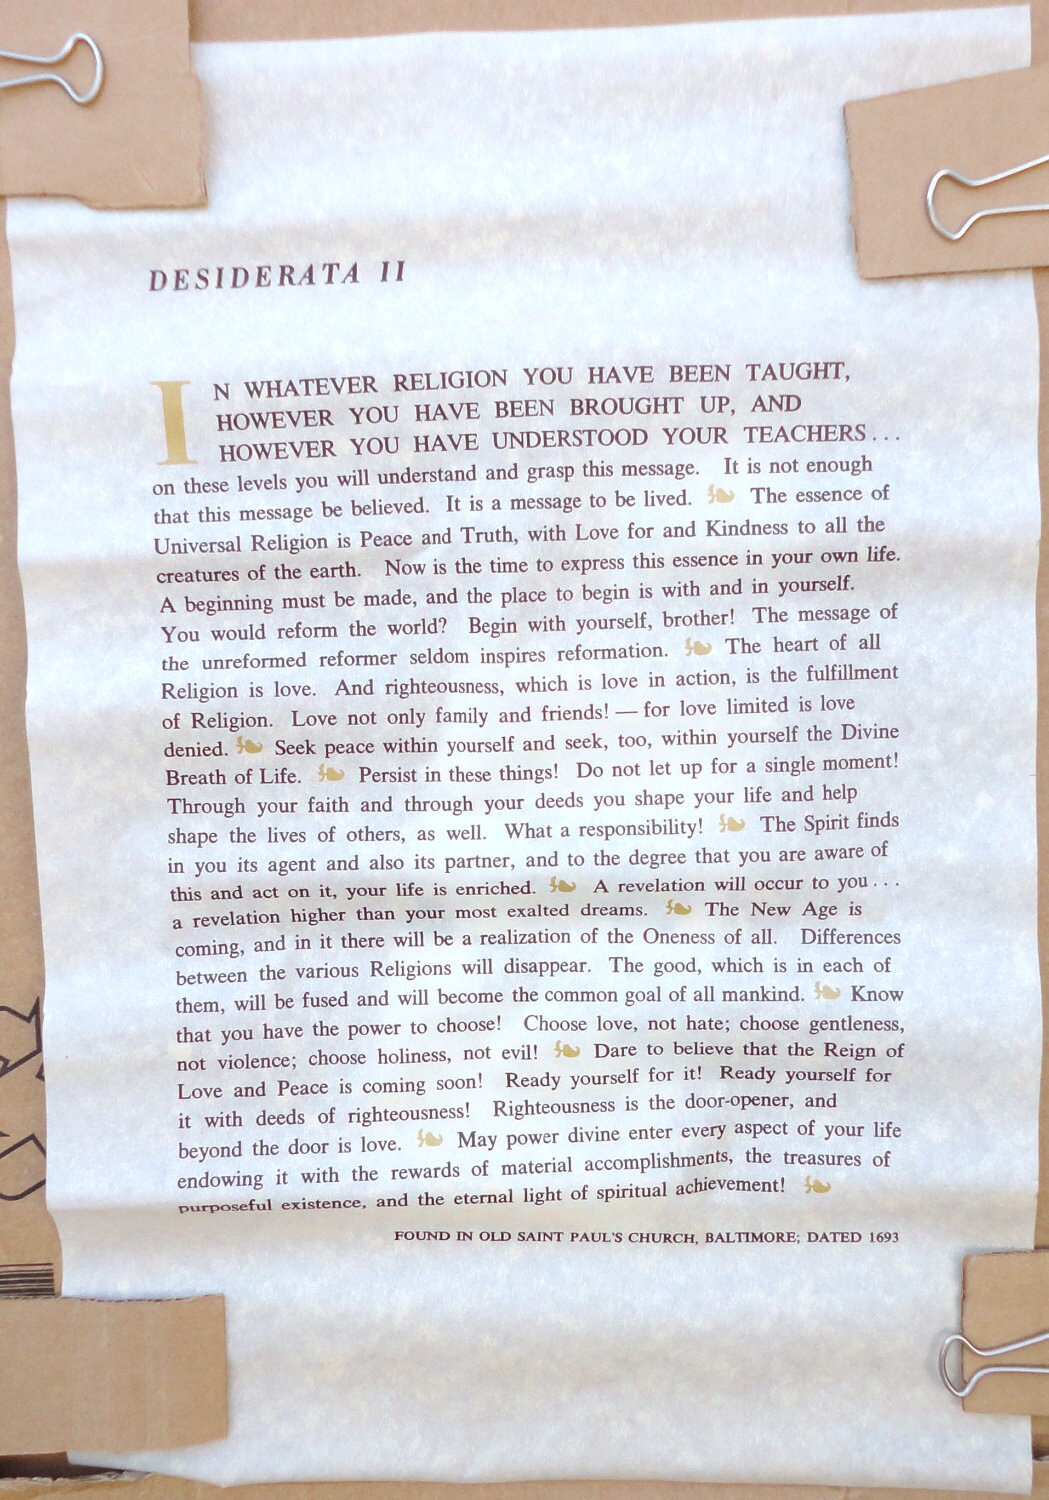 DESIDERATA II
IN WHATEVER RELIGION YOU HAVE BEEN TAUGHT,
HOWEVER YOU HAVE BEEN BROUGHT UP, AND
HOWEVER YOU HAVE UNDERSTOOD YOUR TEACHERS...
on these levels you will understand and grasp this message. It is not enough
that this message be believed. It is a message to be lived. The essence of
Universal Religion is Peace and Truth, with Love for and Kindness to all the
creatures of the earth. Now is the time to express this essence in your own life.
A beginning must be made, and the place to begin is with and in yourself.
You would reform the world? Begin with yourself, brother! The message of
the unreformed reformer seldom inspires reformation. The heart of all
Religion is love. And righteousness, which is love in action, is the fulfillment
of Religion. Love not only family and friends! — for love limited is love
denied. Seek peace within yourself and seek, too, within yourself the Divine
Breath of Life. Persist in these things! Do not let up for a single moment!
Through your faith and through your deeds you shape your life and help
shape the lives of others, as well. What a responsibility! The Spirit finds
in you its agent and also its partner, and to the degree that you are aware of
this and act on it, your life is enriched. A revelation will occur to you...
a revelation higher than your most exalted dreams. The New Age is
coming, and in it there will be a realization of the Oneness of all. Differences
between the various Religions will disappear. The good, which is in each of
them, will be fused and will become the common goal of all mankind. Know
that you have the power to choose! Choose love, not hate; choose gentleness,
not violence; choose holiness, not evil! Dare to believe that the Reign of
Love and Peace is coming soon! Ready yourself for it! Ready yourself for
it with deeds of righteousness! Righteousness is the door-opener, and
beyond the door is love. May power divine enter every aspect of your life
endowing it with the rewards of material accomplishments, the treasures of
purposeful existence, and the eternal light of spiritual achievement!
FOUND IN OLD SAINT PAUL'S CHURCH, BALTIMORE; DATED 1693